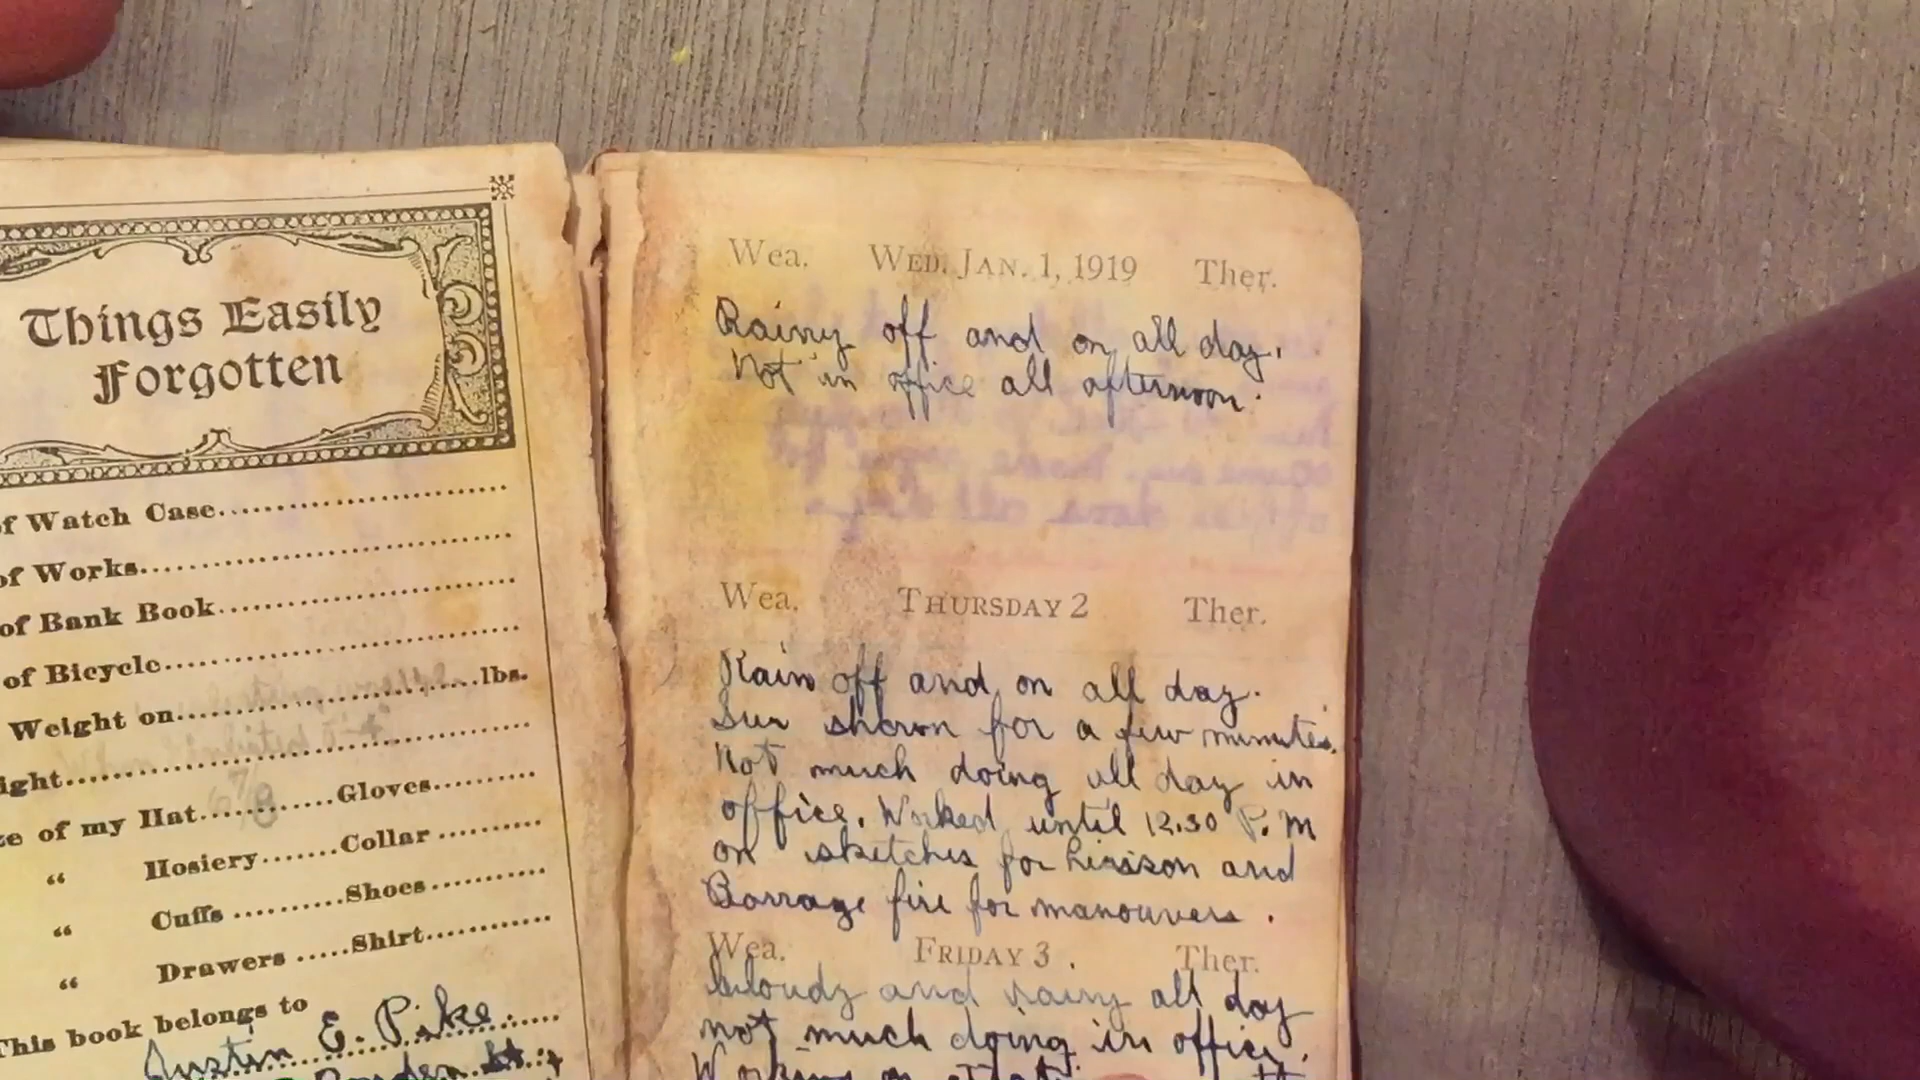 Things Easily
Forgotten
of Watch Case
of Works
of Bank Book
of Bicycle
Weight on lbs.
ight
ze of my Hat Gloves
“ Hosiery Collar
“ Cuffs Shoes
“ Drawers Shirt
This book belongs to
Austin E. Pike
Wea. WED. JAN. 1, 1919 Ther.
Rainy off and on all day.
Not in office all afternoon.
Wea. THURSDAY 2 Ther.
Rain off and on all day.
Sun shown for a few minutes.
Not much doing all day in
office. Worked until 12.30 P.M
on sketches for liaison and
Barrage fire for manouvers.
Wea. FRIDAY 3. Ther.
Cloudy and rainy all day
not much doing in office.
Working on